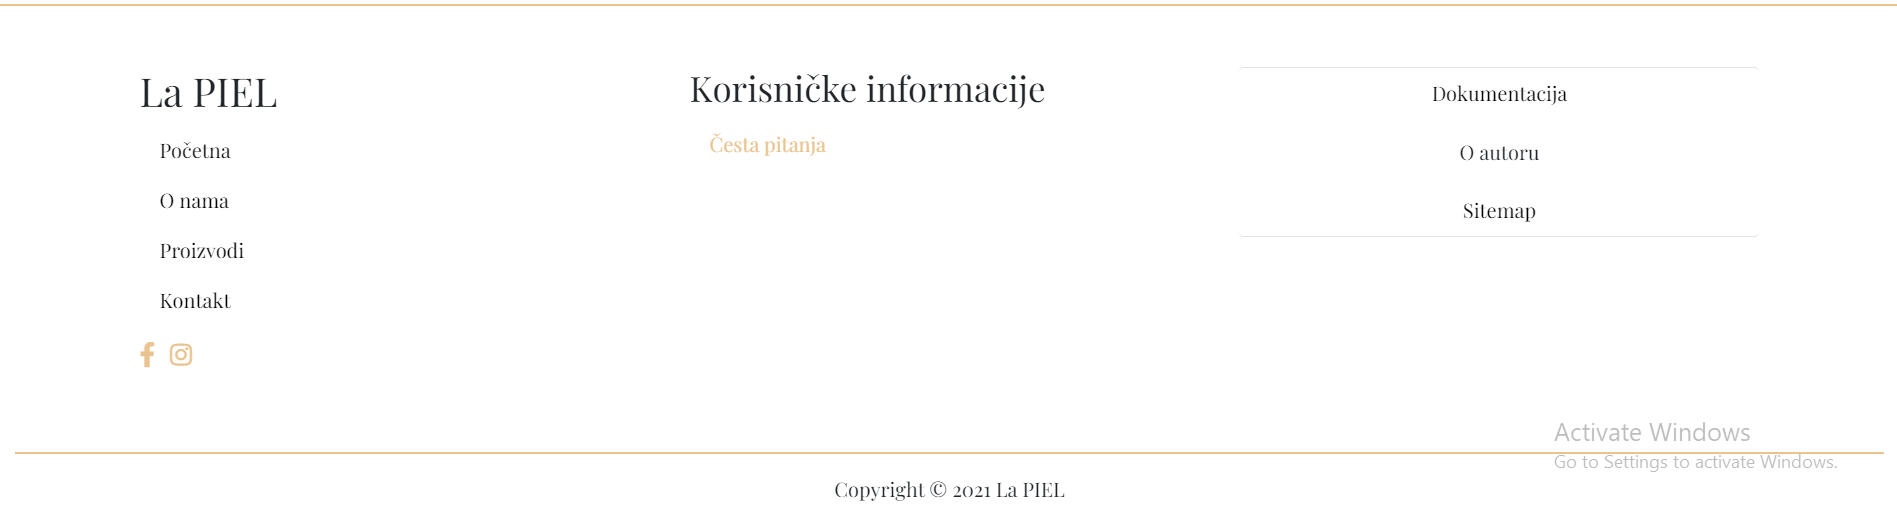 La PIEL
Početna
O nama
Proizvodi
Kontakt
Korisničke informacije
Česta pitanja
Dokumentacija
O autoru
Sitemap
Activate Windows
Go to Settings to activate Windows.
Copyright © 2021 La PIEL